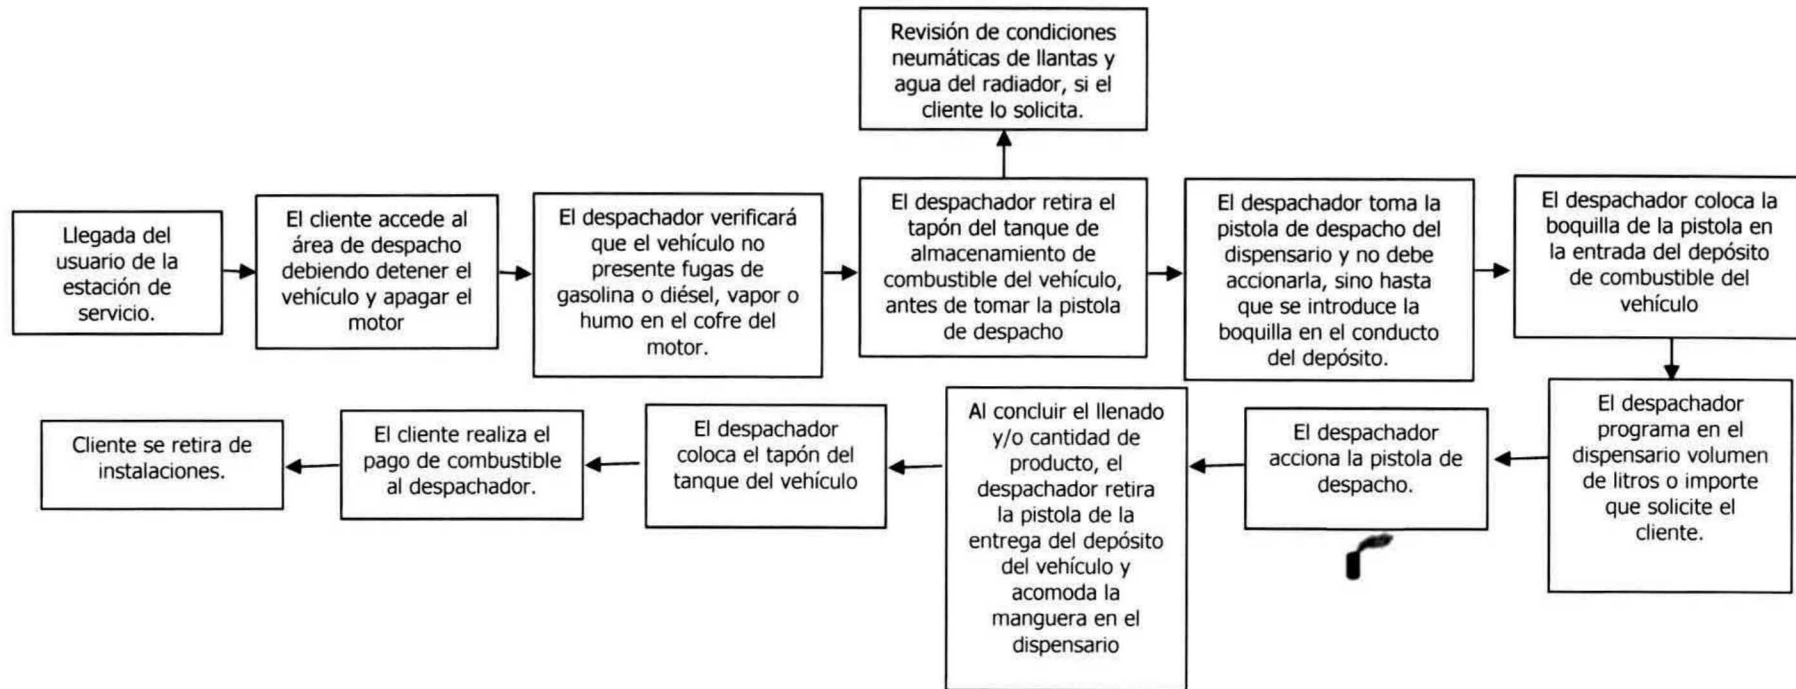 Revisión de condiciones
neumáticas de llantas y
agua del radiador, si el
cliente lo solicita.
Llegada del
usuario de la
estación de
servicio.
El cliente accede al
área de despacho
debiendo detener el
vehículo y apagar el
motor
El despachador verificará
que el vehículo no
presente fugas de
gasolina o diésel, vapor o
humo en el cofre del
motor.
El despachador retira el
tapón del tanque de
almacenamiento de
combustible del vehículo,
antes de tomar la pistola
de despacho
El despachador toma la
pistola de despacho del
dispensario y no debe
accionarla, sino hasta
que se introduce la
boquilla en el conducto
del depósito.
El despachador coloca la
boquilla de la pistola en
la entrada del depósito
de combustible del
vehículo
El despachador
programa en el
dispensario volumen
de litros o importe
que solicite el
cliente.
El despachador
acciona la pistola de
despacho.
Al concluir el llenado
y/o cantidad de
producto, el
despachador retira
la pistola de la
entrega del depósito
del vehículo y
acomoda la
manguera en el
dispensario
El despachador
coloca el tapón del
tanque del vehículo
El cliente realiza el
pago de combustible
al despachador.
Cliente se retira de
instalaciones.